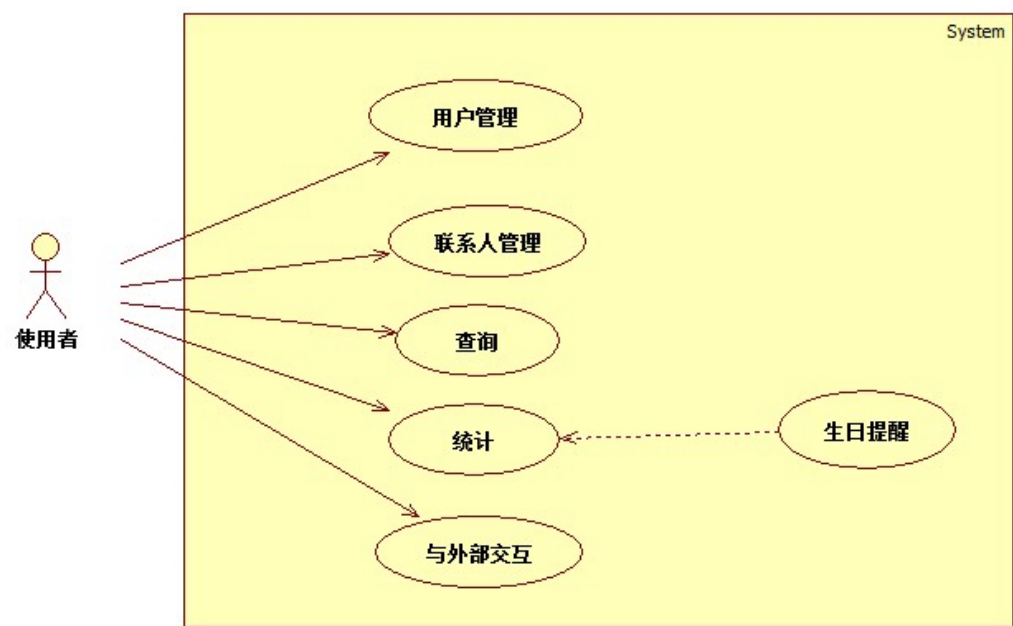 System
用户管理
联系人管理
使用者
查询
统计
生日提醒
与外部交互